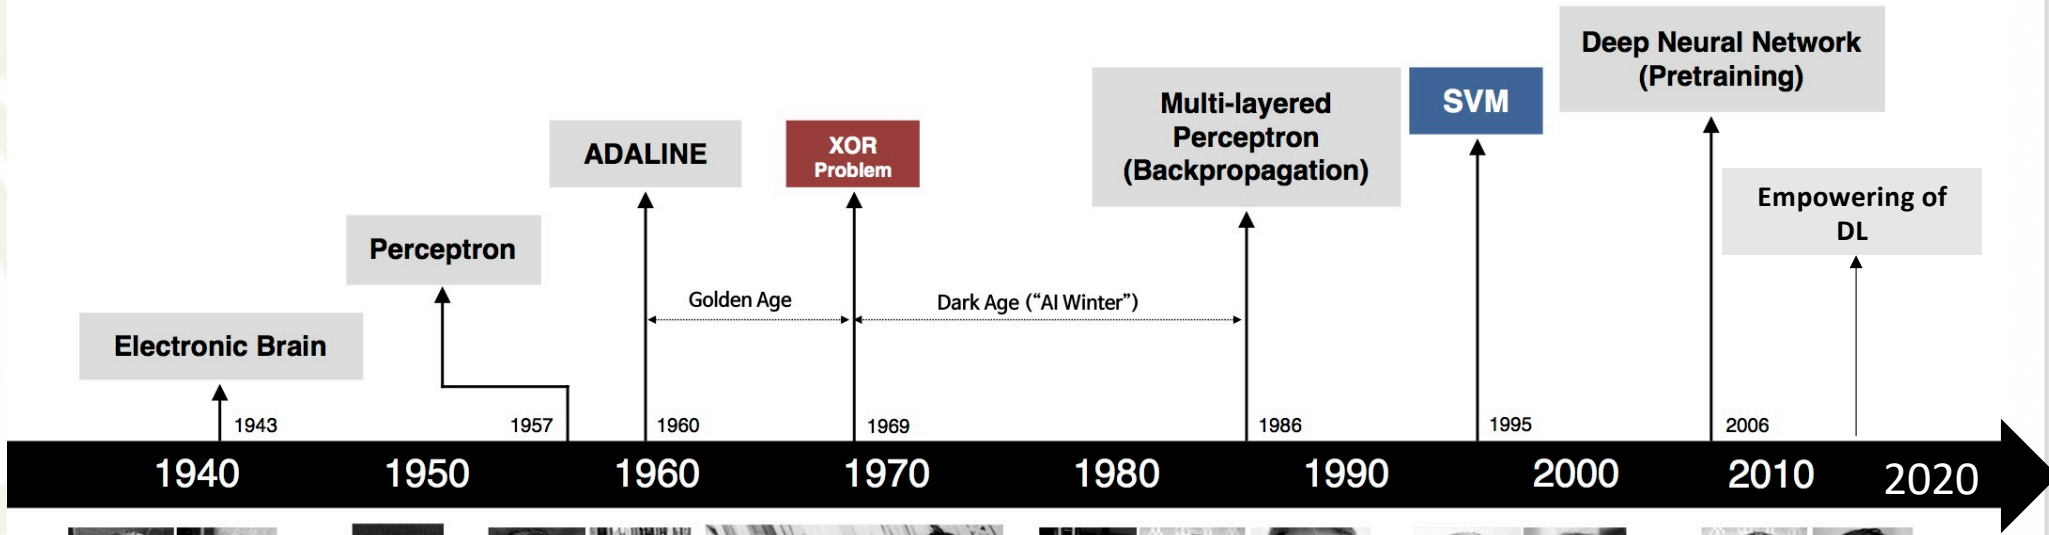 Deep Neural Network
(Pretraining)
Multi-layered
Perceptron
(Backpropagation)
SVM
ADALINE
XOR
Problem
Empowering of
DL
Perceptron
Golden Age
Dark Age (“AI Winter”)
Electronic Brain
1943
1957
1960
1969
1986
1995
2006
1940 1950 1960 1970 1980 1990 2000 2010 2020